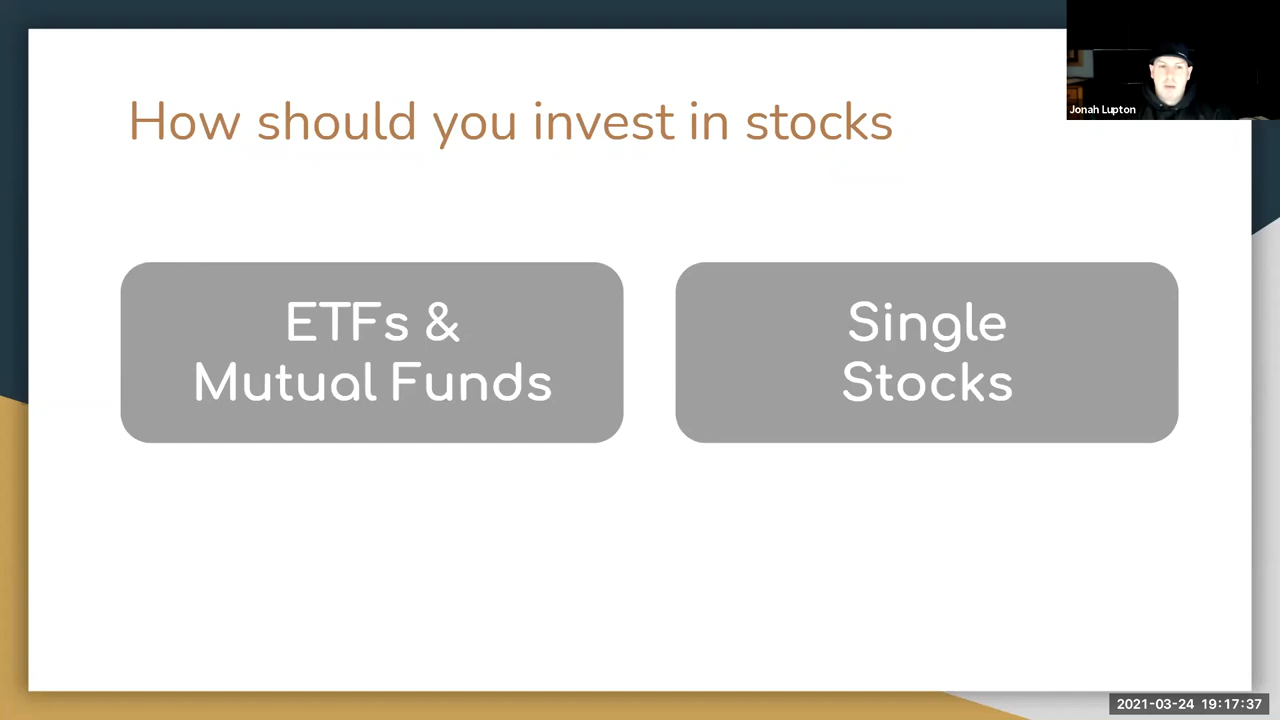 How should you invest in stocks
Jonah Lupton
ETFs &
Mutual Funds
Single
Stocks
2021-03-24 19:17:37